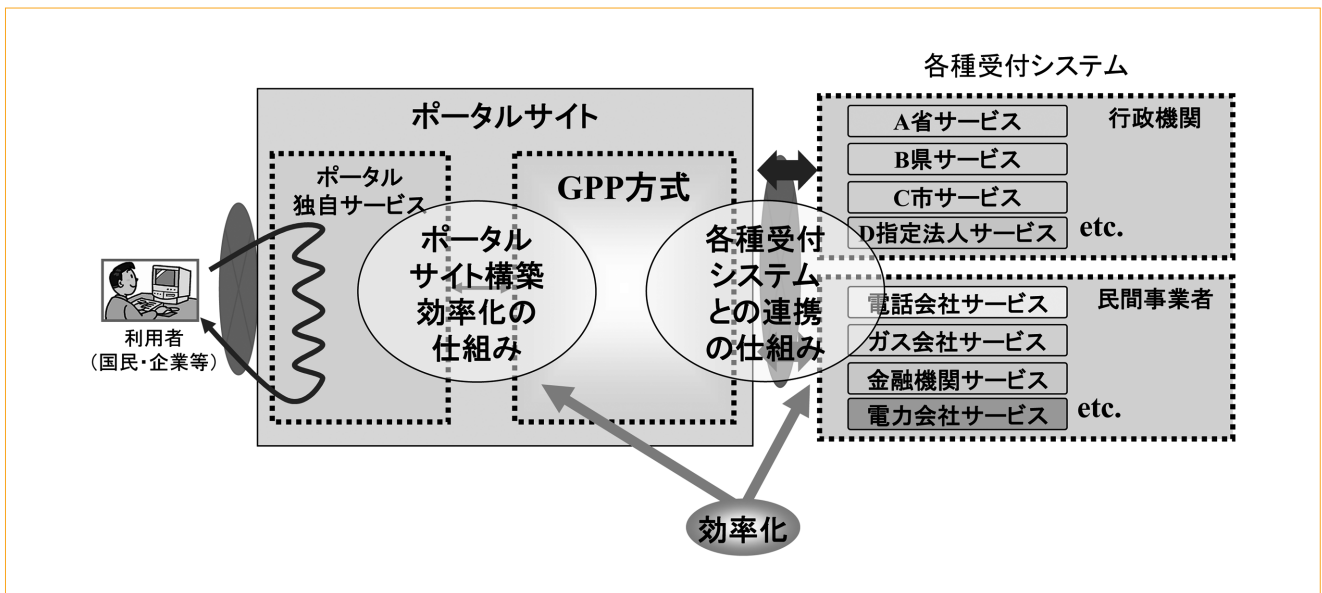 各種受付システム
ポータルサイト
行政機関
A省サービス
B県サービス
C市サービス
D指定法人サービス
etc.
ポータル
独自サービス
GPP方式
ポータル
サイト構築
効率化の
仕組み
各種受付
システム
との連携
の仕組み
利用者
（国民・企業等）
民間事業者
電話会社サービス
ガス会社サービス
金融機関サービス
電力会社サービス
etc.
効率化